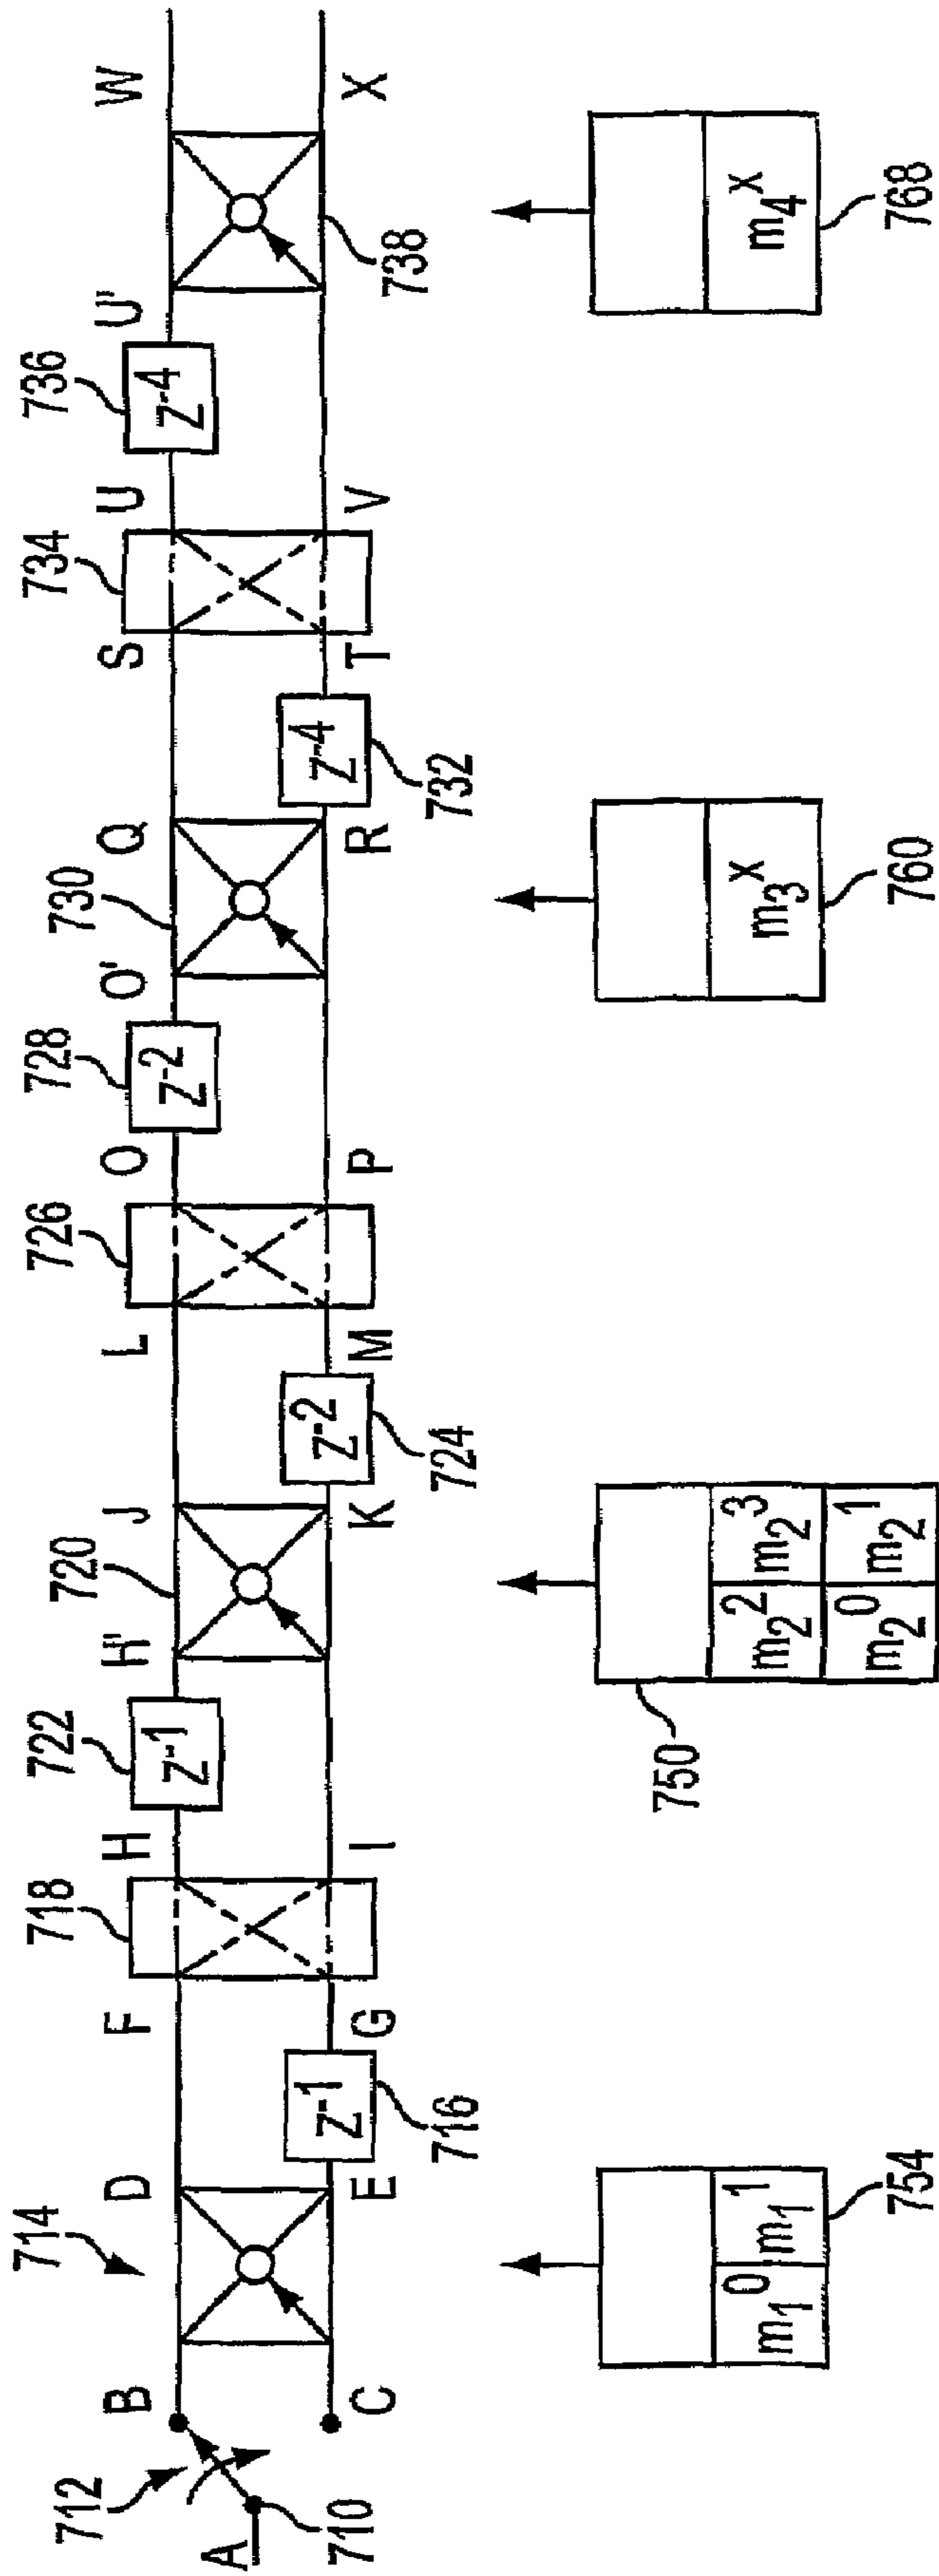 712 714 718 722 720 726 728 730 734 736
B D F H H' J L O O' Q S U U' W
z-1 z-2 z-4
A
z-1 z-2 z-4
C E G I K M P R T V X
710 716 724 732 738
m₁⁰ m₁¹
754
750
m₂² m₂³
m₂⁰ m₂¹
m₃ˣ
760
m₄ˣ
768